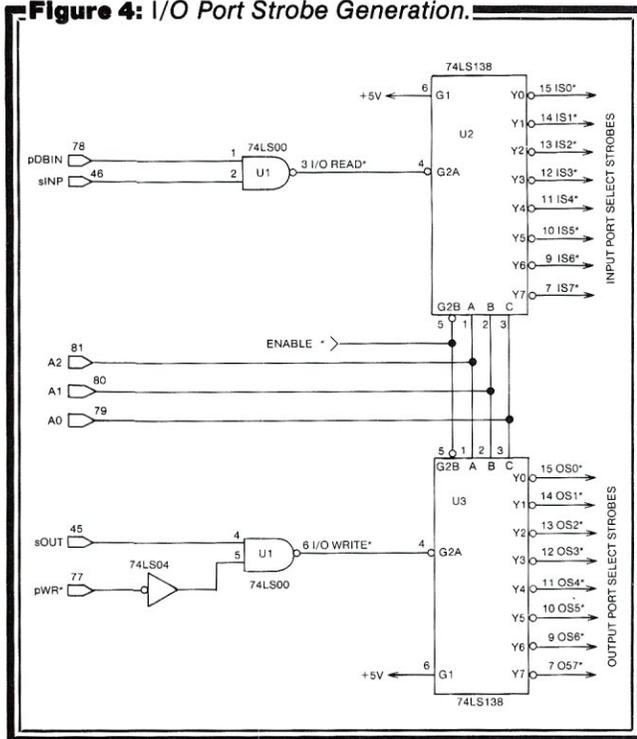 Figure 4: I/O Port Strobe Generation.
74LS138
+5V
6
G1
U2
Y0 15 IS0*
Y1 14 IS1*
Y2 13 IS2*
Y3 12 IS3*
Y4 11 IS4*
Y5 10 IS5*
Y6 9 IS6*
Y7 7 IS7*
INPUT PORT SELECT STROBES
pDBIN 78
sINP 46
1
2
74LS00
U1
3 I/O READ*
4
G2A
G2B A B C
5 1 2 3
ENABLE *
A2 81
A1 80
A0 79
5 1 2 3
G2B A B C
U3
Y0 15 OS0*
Y1 14 OS1*
Y2 13 OS2*
Y3 12 OS3*
Y4 11 OS4*
Y5 10 OS5*
Y6 9 OS6*
Y7 7 OS7*
OUTPUT PORT SELECT STROBES
sOUT 45
pWR* 77
74LS04
4
5
U1
74LS00
6 I/O WRITE*
4
G2A
+5V
6
G1
74LS138